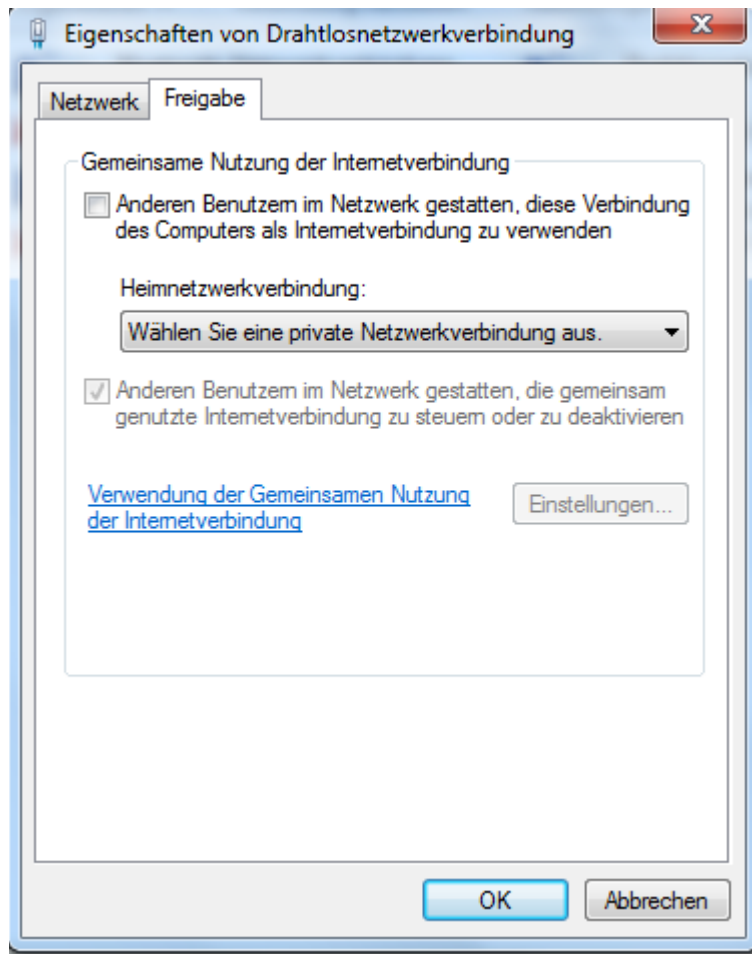 Eigenschaften von Drahtlosnetzwerkverbindung
Netzwerk
Freigabe
Gemeinsame Nutzung der Internetverbindung
Anderen Benutzern im Netzwerk gestatten, diese Verbindung
des Computers als Internetverbindung zu verwenden
Heimnetzwerkverbindung:
Wählen Sie eine private Netzwerkverbindung aus.
Anderen Benutzern im Netzwerk gestatten, die gemeinsam
genutzte Internetverbindung zu steuern oder zu deaktivieren
Verwendung der Gemeinsamen Nutzung
der Internetverbindung
Einstellungen...
OK
Abbrechen